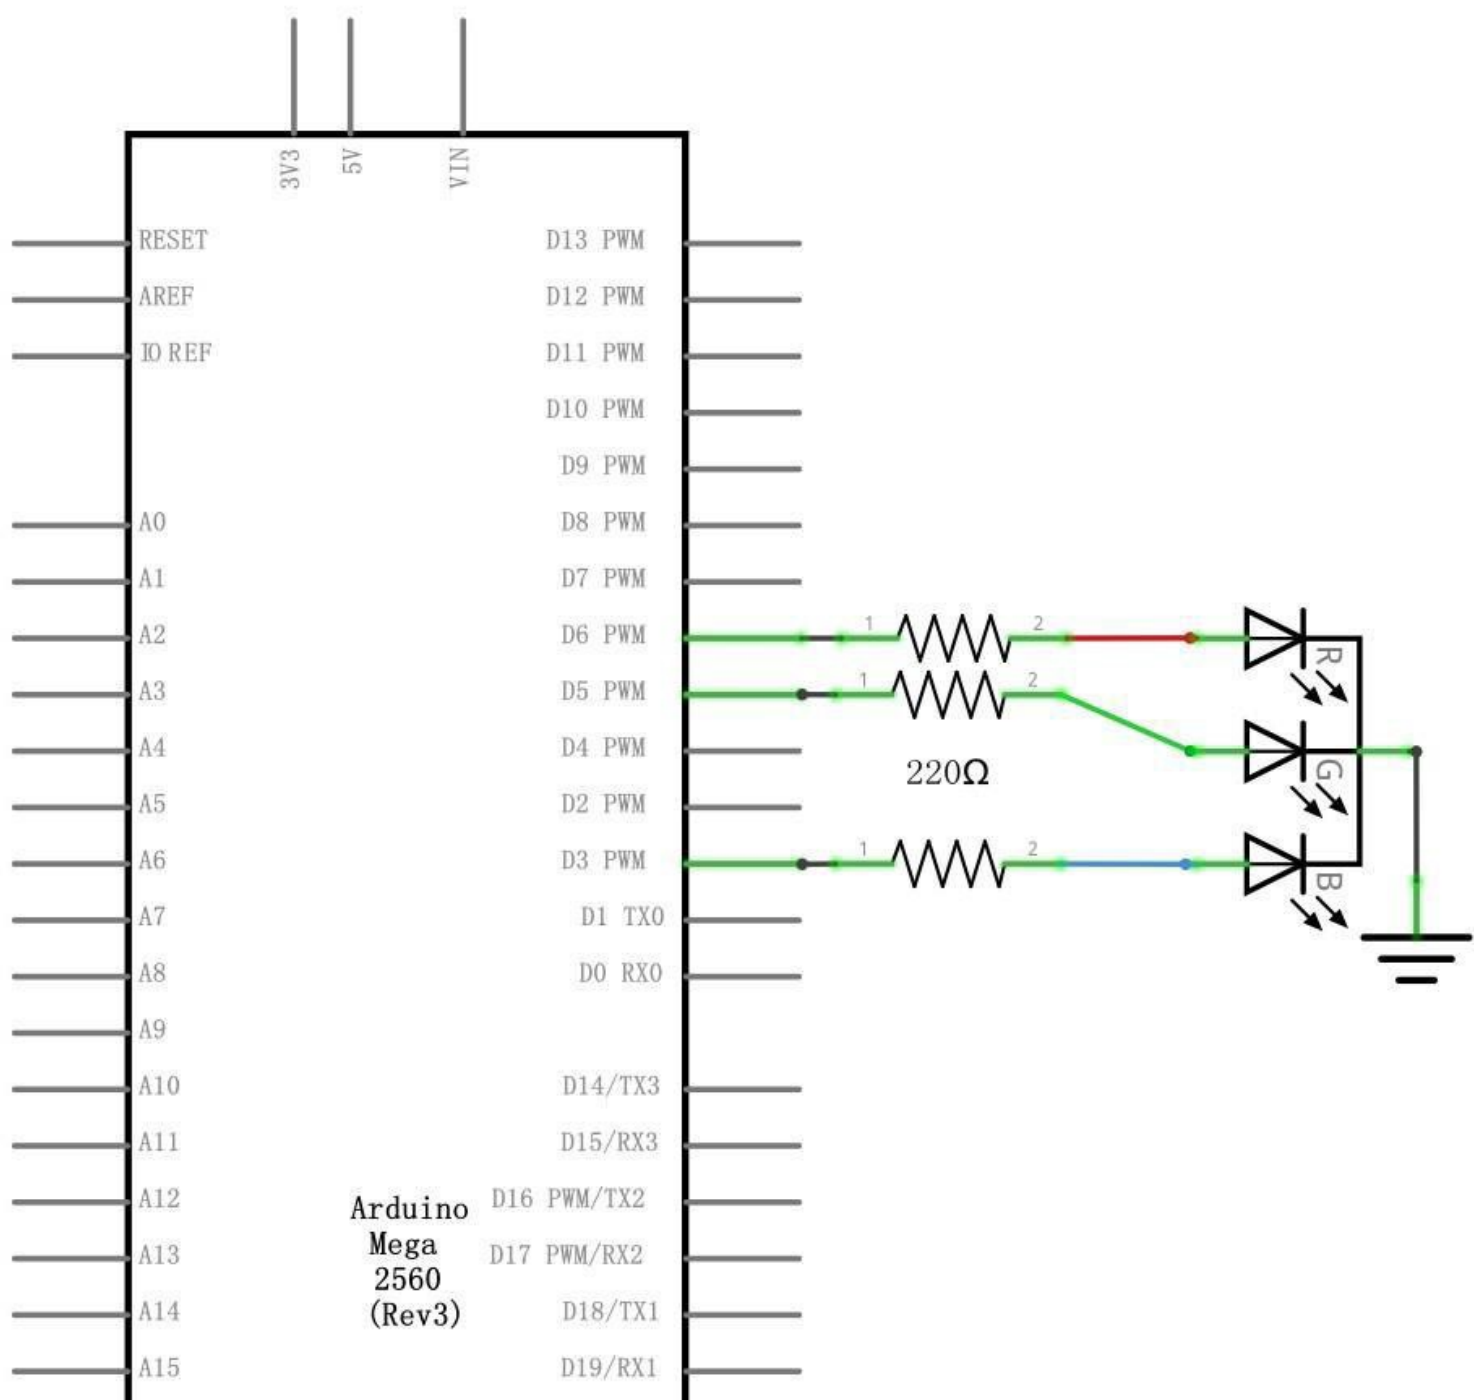 3V3
5V
VIN
RESET
D13 PWM
AREF
D12 PWM
IO REF
D11 PWM
D10 PWM
D9 PWM
A0
D8 PWM
A1
D7 PWM
A2
D6 PWM
1
2
R
A3
D5 PWM
1
2
A4
D4 PWM
220Ω
G
A5
D2 PWM
A6
D3 PWM
1
2
B
A7
D1 TX0
A8
D0 RX0
A9
A10
D14/TX3
A11
D15/RX3
A12
D16 PWM/TX2
A13
D17 PWM/RX2
A14
D18/TX1
A15
D19/RX1
Arduino
Mega
2560
(Rev3)